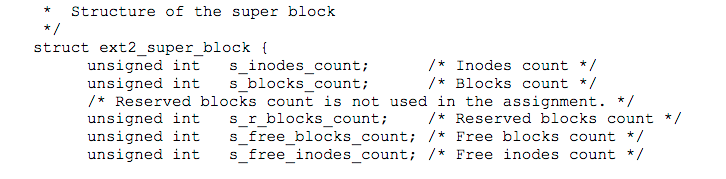 *  Structure of the super block
*/
struct ext2_super_block {
unsigned int   s_inodes_count;       /* Inodes count */
unsigned int   s_blocks_count;       /* Blocks count */
/* Reserved blocks count is not used in the assignment. */
unsigned int   s_r_blocks_count;     /* Reserved blocks count */
unsigned int   s_free_blocks_count; /* Free blocks count */
unsigned int   s_free_inodes_count; /* Free inodes count */